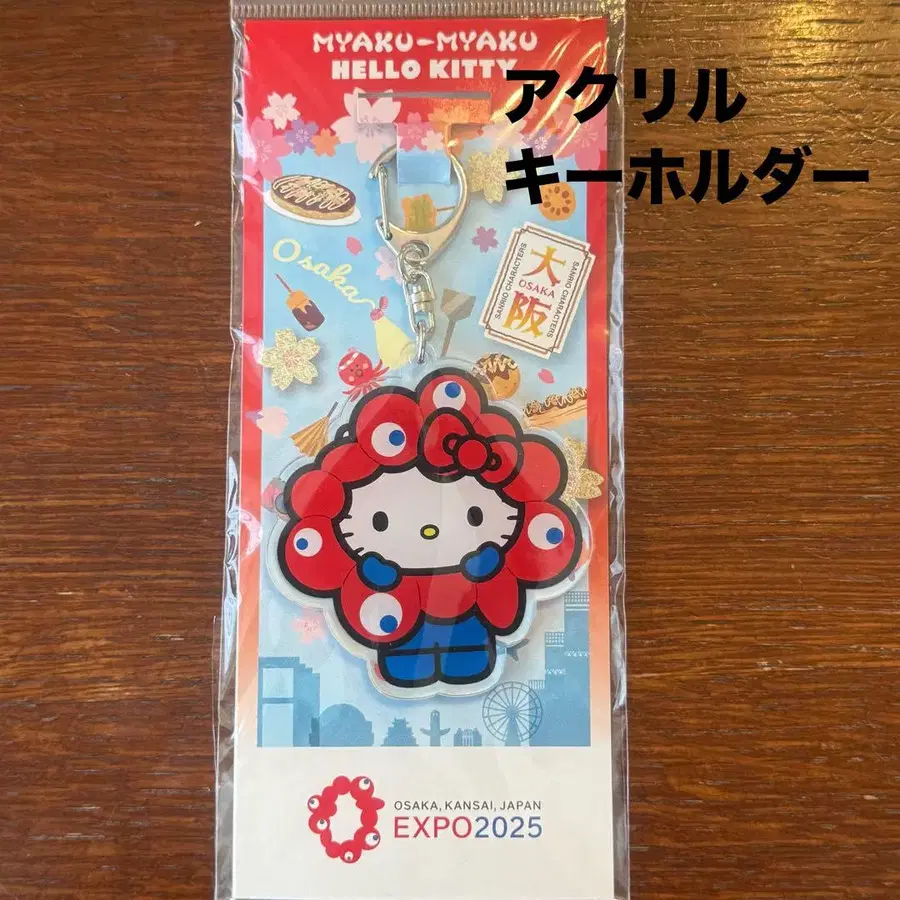 MYAKU-MYAKU
HELLO KITTY
アクリル
キーホルダー
Osaka
SANRIO CHARACTERS
大
OSAKA
阪
SANRIO CHARACTERS
OSAKA, KANSAI, JAPAN
EXPO2025